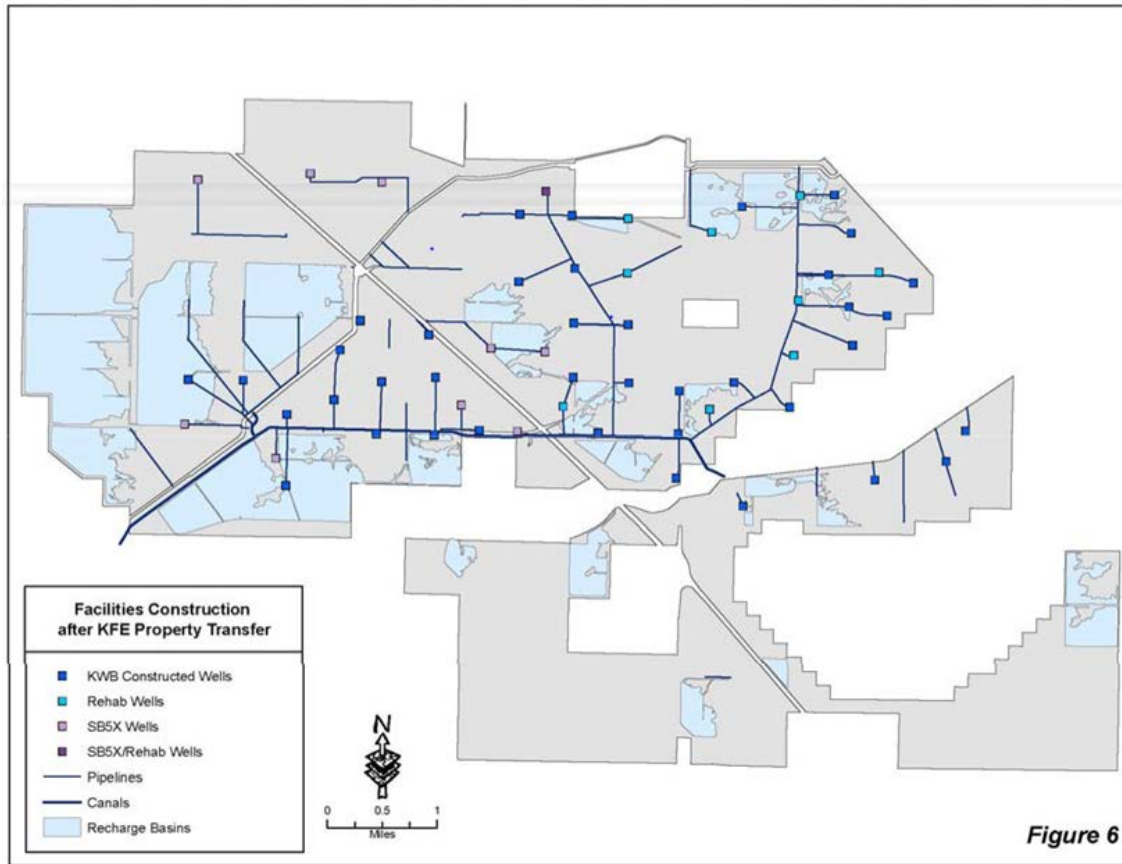 Facilities Construction
after KFE Property Transfer
KWB Constructed Wells
Rehab Wells
SB5X Wells
SB5X/Rehab Wells
Pipelines
Canals
Recharge Basins
N
0 0.5 1
Miles
Figure 6